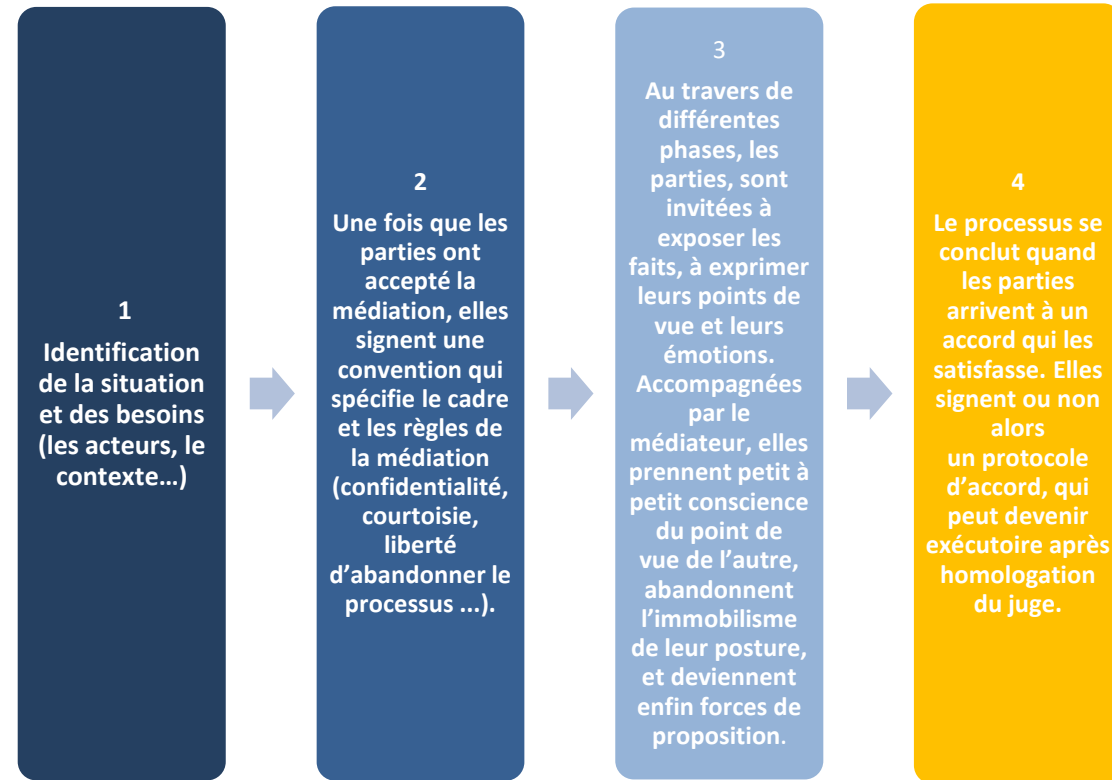 1
Identification
de la situation
et des besoins
(les acteurs, le
contexte…)
2
Une fois que les
parties ont
accepté la
médiation, elles
signent une
convention qui
spécifie le cadre
et les règles de
la médiation
(confidentialité,
courtoisie,
liberté
d’abandonner le
processus ...).
3
Au travers de
différentes
phases, les
parties, sont
invitées à
exposer les
faits, à exprimer
leurs points de
vue et leurs
émotions.
Accompagnées
par le
médiateur, elles
prennent petit à
petit conscience
du point de
vue de l’autre,
abandonnent
l’immobilisme
de leur posture,
et deviennent
enfin forces de
proposition.
4
Le processus se
conclut quand
les parties
arrivent à un
accord qui les
satisfasse. Elles
signent ou non
alors
un protocole
d’accord, qui
peut devenir
exécutoire après
homologation
du juge.